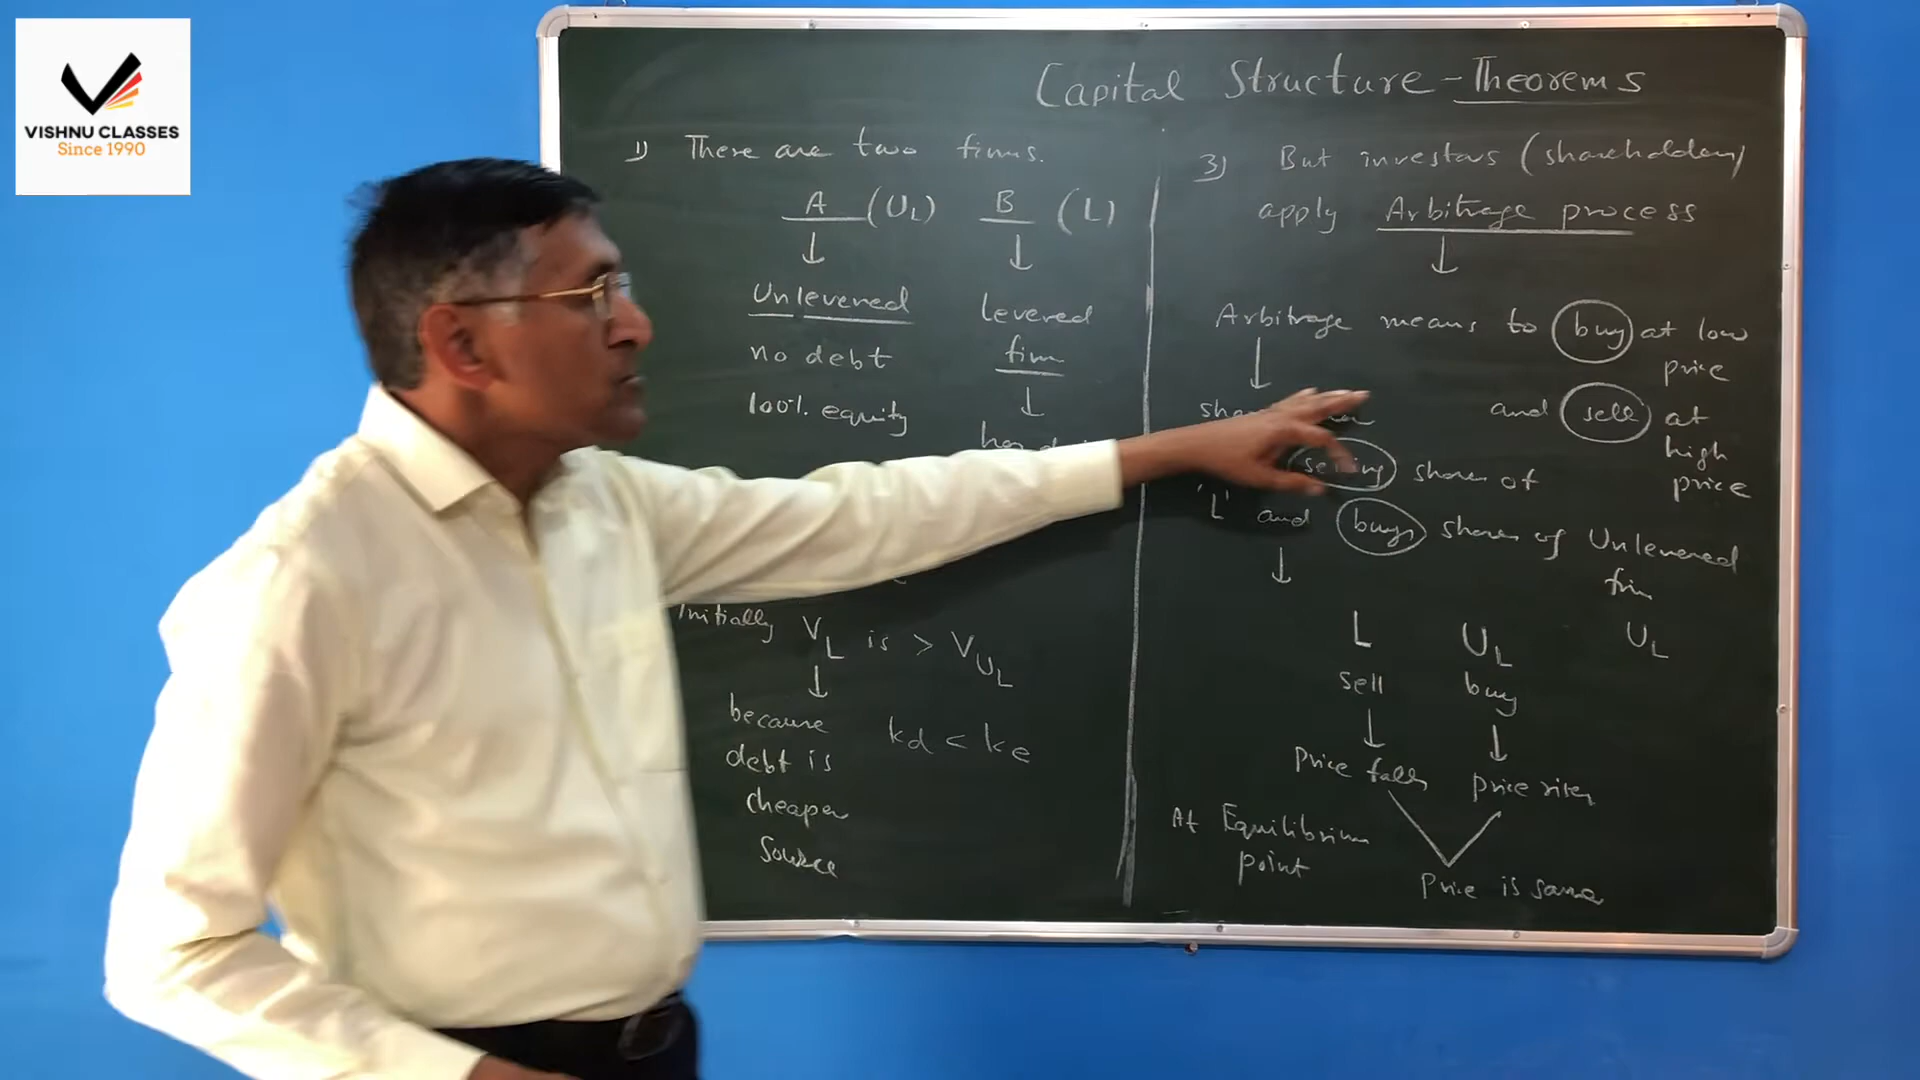 VISHNU CLASSES
Since 1990
Capital Structure - Theorems
1) There are two firms.
A (UL) B (L)
Unlevered levered
no debt firm
100% equity
Initially VL is > VUL
because kd < ke
debt is
cheaper
source
3) But investors (shareholders)
apply Arbitrage process
Arbitrage means to buy at low
price
and sell at
high
price
selling shares of
'L' and buys shares of Unlevered
firm
L UL UL
sell buy
Price falls price rises
At Equilibrium
point
Price is same